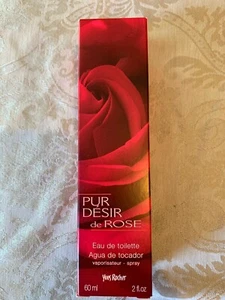 PUR
DÉSIR
de ROSE
Eau de toilette
Agua de tocador
vaporisateur - spray
Yves Rocher
60 ml 2 fl.oz